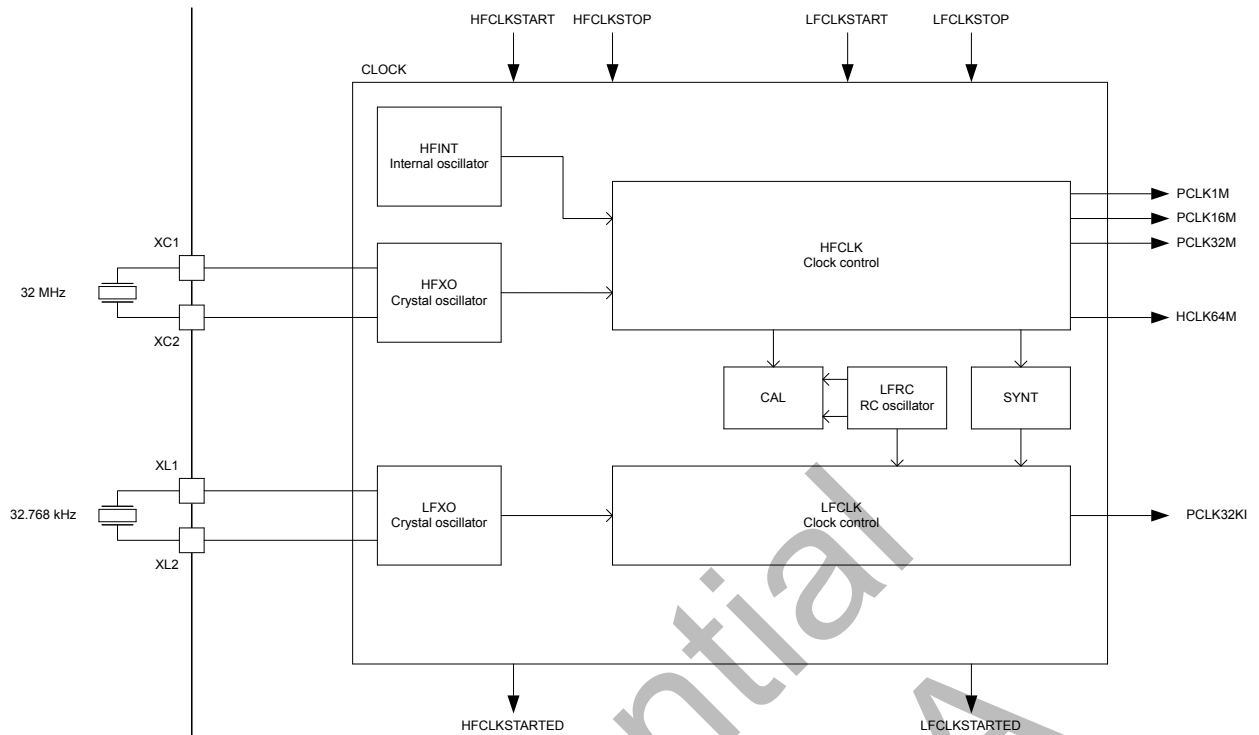 HFCLKSTART
HFCLKSTOP
LFCLKSTART
LFCLKSTOP
CLOCK
HFINT
Internal oscillator
PCLK1M
PCLK16M
PCLK32M
HFCLK
Clock control
XC1
HFXO
Crystal oscillator
32 MHz
XC2
HCLK64M
CAL
LFRC
RC oscillator
SYNT
XL1
LFXO
Crystal oscillator
32.768 kHz
LFCLK
Clock control
PCLK32KI
XL2
HFCLKSTARTED
LFCLKSTARTED
ntial
A